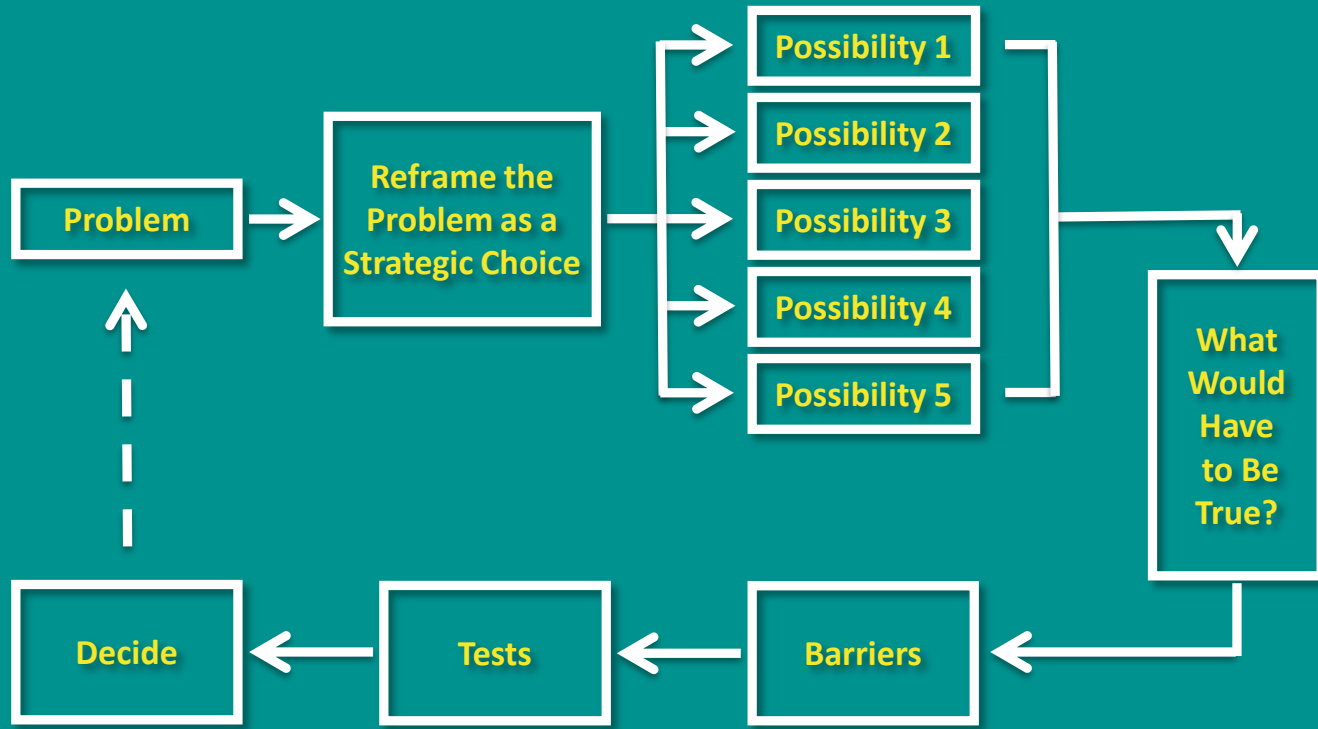 Problem
Reframe the
Problem as a
Strategic Choice
Possibility 1
Possibility 2
Possibility 3
Possibility 4
Possibility 5
What
Would
Have
to Be
True?
Barriers
Tests
Decide